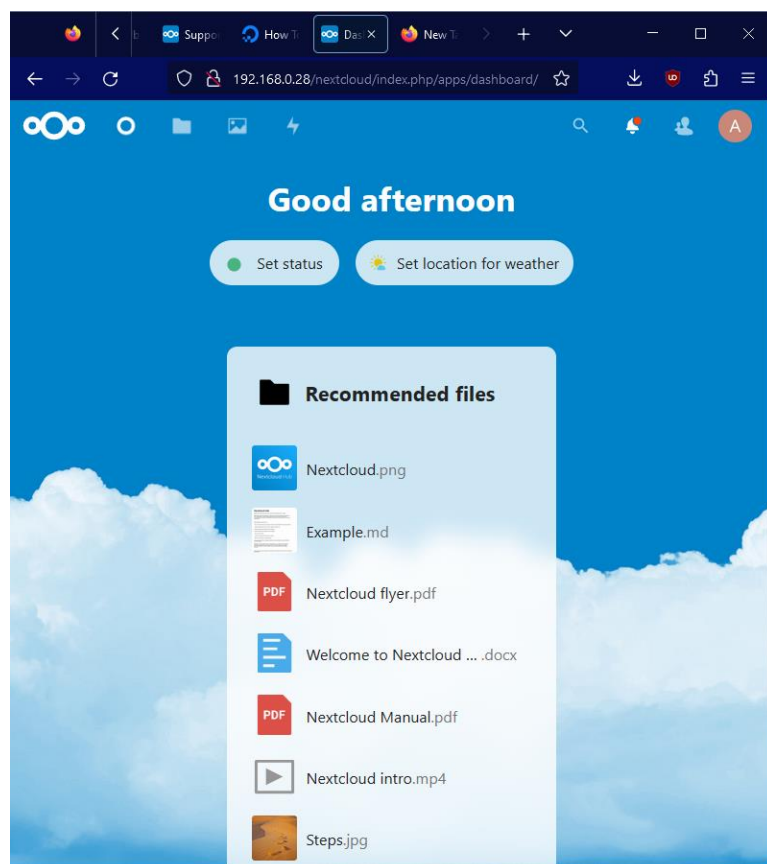 Suppo
How T
Das
New T
192.168.0.28/nextcloud/index.php/apps/dashboard/
A
Good afternoon
Set status
Set location for weather
Recommended files
Nextcloud.png
Example.md
PDF Nextcloud flyer.pdf
Welcome to Nextcloud ... .docx
PDF Nextcloud Manual.pdf
Nextcloud intro.mp4
Steps.jpg